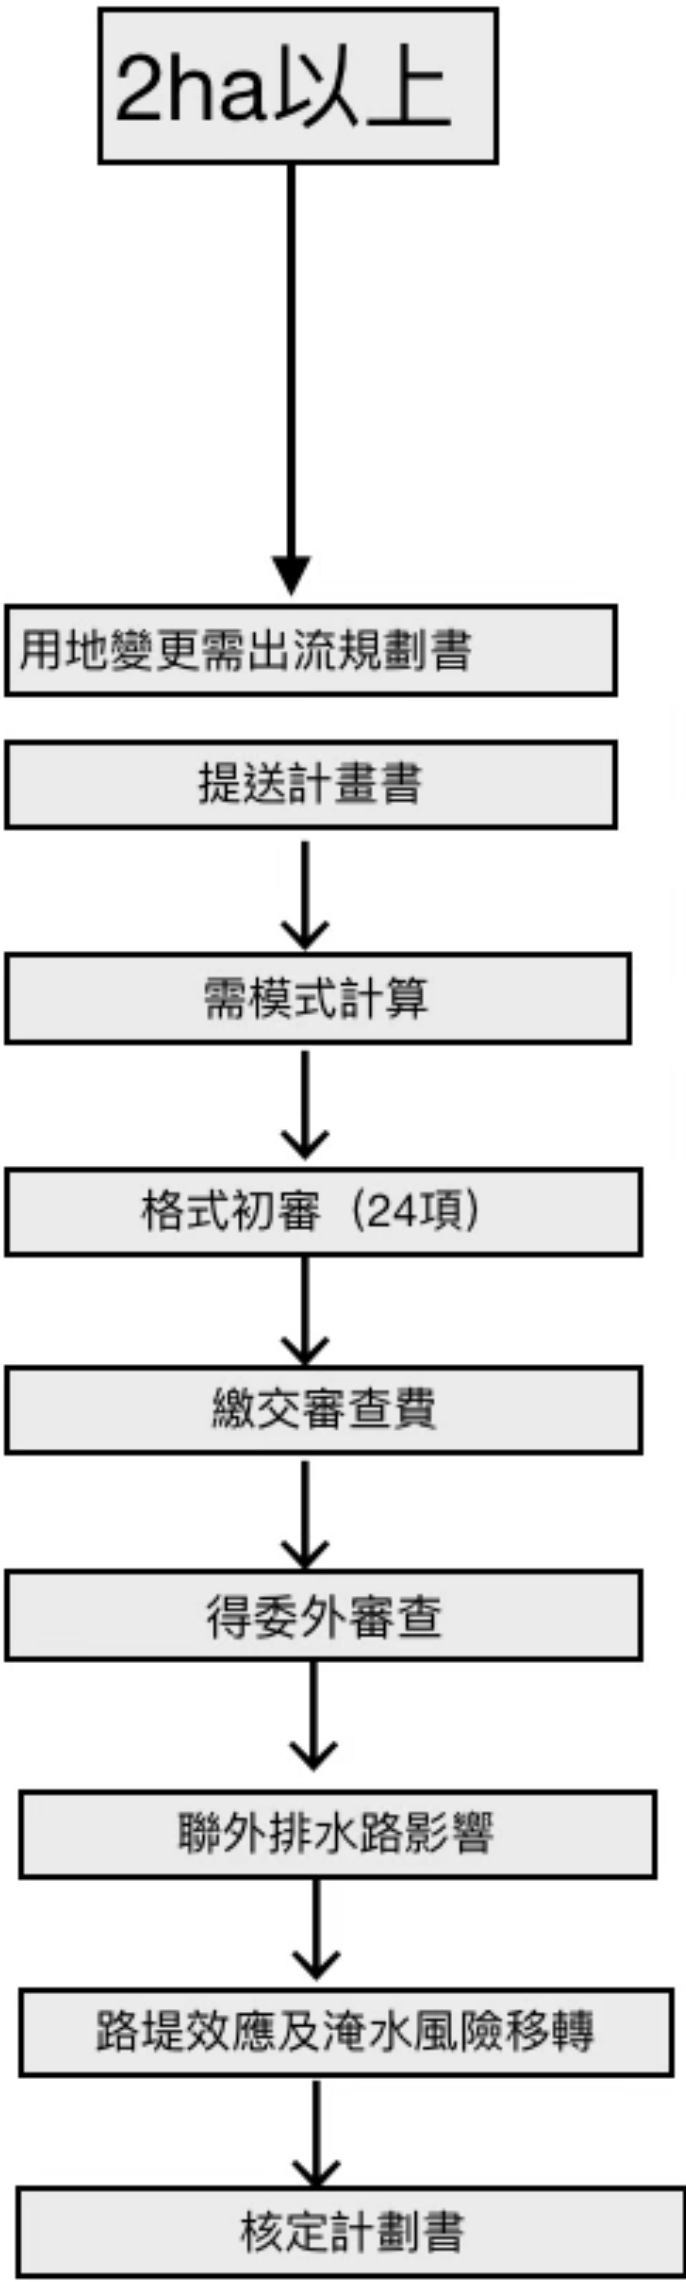 2ha以上
用地變更需出流規劃書
提送計畫書
需模式計算
格式初審（24項）
繳交審查費
得委外審查
聯外排水路影響
路堤效應及淹水風險移轉
核定計劃書